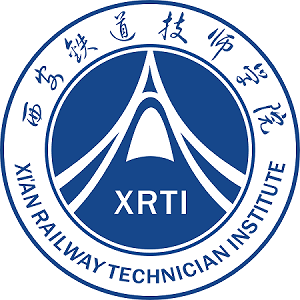 西安铁道技师学院
XRTI
XI'AN RAILWAY TECHNICIAN INSTITUTE